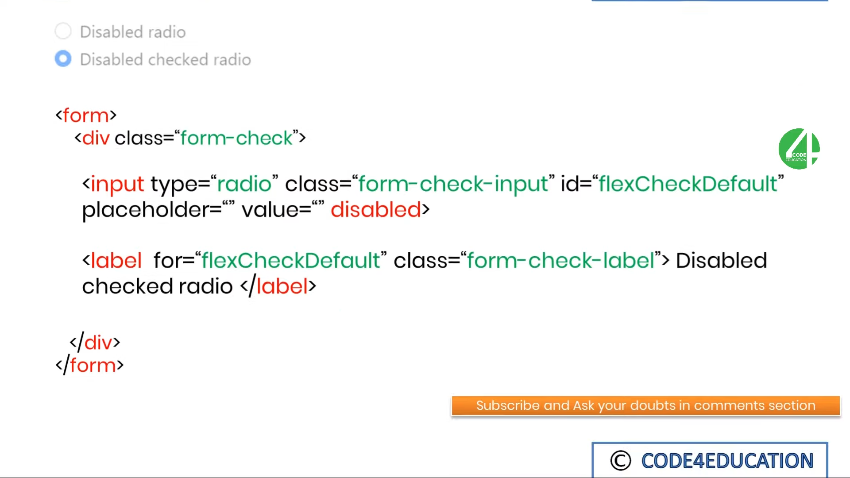 Disabled radio
Disabled checked radio
<form>
<div class=“form-check”>
<input type=“radio” class=“form-check-input” id=“flexCheckDefault”
placeholder=“” value=“” disabled>
<label for=“flexCheckDefault” class=“form-check-label”> Disabled
checked radio </label>
</div>
</form>
4
CODE
EDUCATION
Subscribe and Ask your doubts in comments section
© CODE4EDUCATION